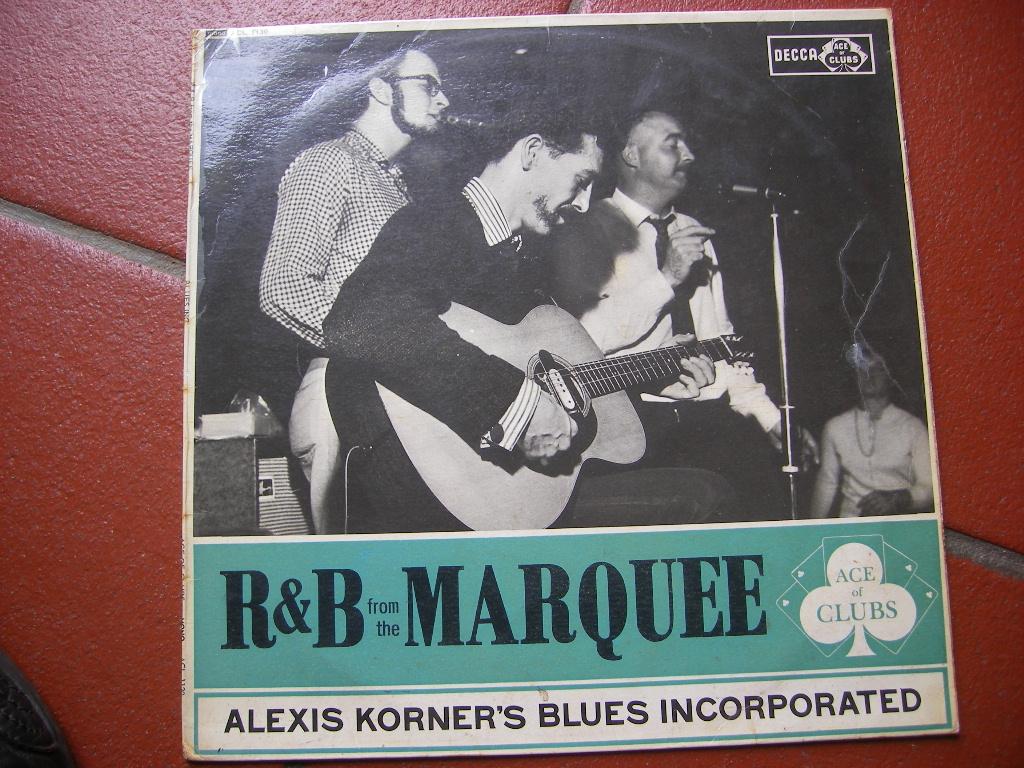 DECCA
ACE
OF
CLUBS
R&B from the MARQUEE
ACE
of
CLUBS
ALEXIS KORNER'S BLUES INCORPORATED